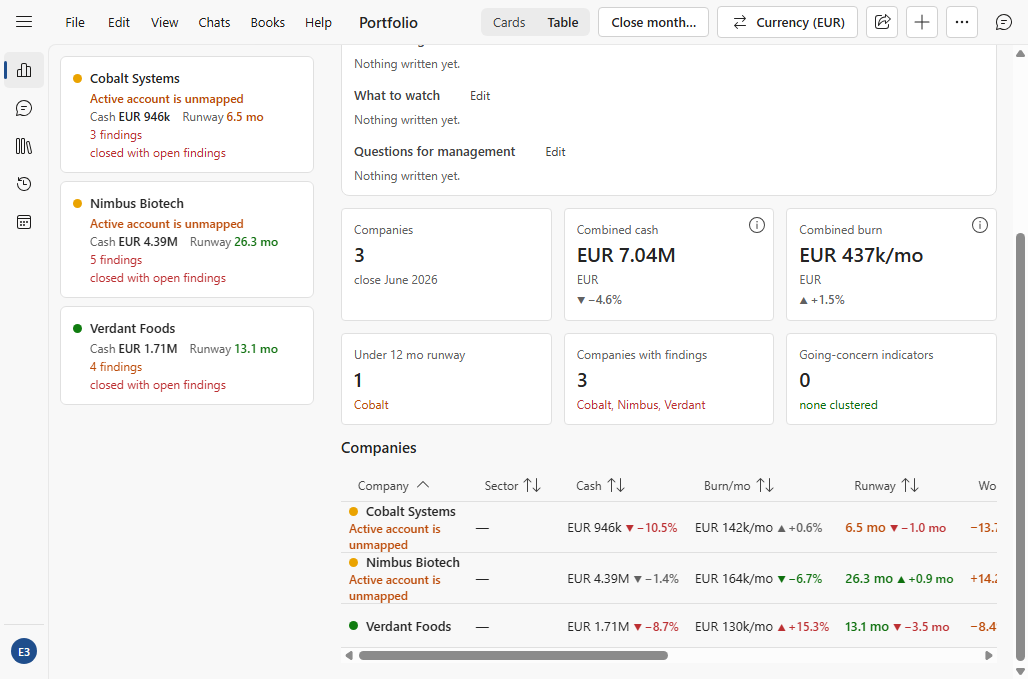 File Edit View Chats Books Help Portfolio Cards Table Close month... Currency (EUR)
Cobalt Systems
Active account is unmapped
Cash EUR 946k Runway 6.5 mo
3 findings
closed with open findings
Nimbus Biotech
Active account is unmapped
Cash EUR 4.39M Runway 26.3 mo
5 findings
closed with open findings
Verdant Foods
Cash EUR 1.71M Runway 13.1 mo
4 findings
closed with open findings
E3
Nothing written yet.
What to watch Edit
Nothing written yet.
Questions for management Edit
Nothing written yet.
Companies
3
close June 2026
Combined cash
EUR 7.04M
EUR
▼ −4.6%
Combined burn
EUR 437k/mo
EUR
▲ +1.5%
Under 12 mo runway
1
Cobalt
Companies with findings
3
Cobalt, Nimbus, Verdant
Going-concern indicators
0
none clustered
Companies
Company Sector Cash Burn/mo Runway Wo
Cobalt Systems
Active account is
unmapped
— EUR 946k ▼ −10.5% EUR 142k/mo ▲ +0.6% 6.5 mo ▼ −1.0 mo −13.7
Nimbus Biotech
Active account is
unmapped
— EUR 4.39M ▼ −1.4% EUR 164k/mo ▼ −6.7% 26.3 mo ▲ +0.9 mo +14.2
Verdant Foods — EUR 1.71M ▼ −8.7% EUR 130k/mo ▲ +15.3% 13.1 mo ▼ −3.5 mo −8.4